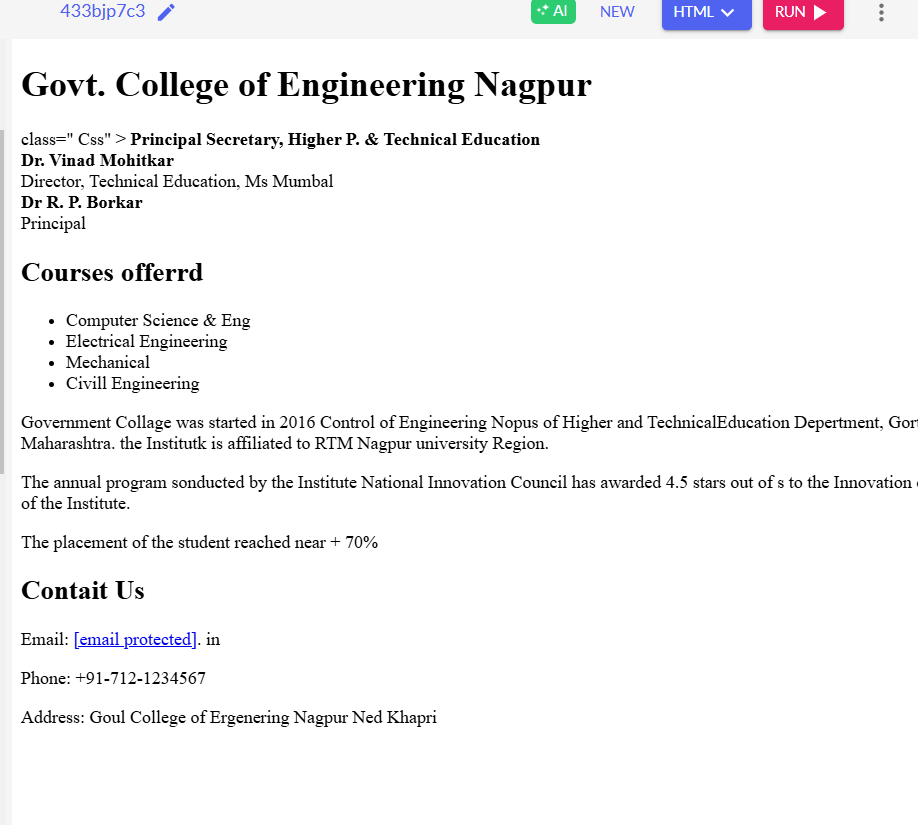 433bjp7c3
AI NEW HTML RUN
Govt. College of Engineering Nagpur
class=" Css" > Principal Secretary, Higher P. & Technical Education
Dr. Vinad Mohitkar
Director, Technical Education, Ms Mumbal
Dr R. P. Borkar
Principal
Courses offerrd
Computer Science & Eng
Electrical Engineering
Mechanical
Civill Engineering
Government Collage was started in 2016 Control of Engineering Nopus of Higher and TechnicalEducation Depertment, Gort
Maharashtra. the Institutk is affiliated to RTM Nagpur university Region.
The annual program sonducted by the Institute National Innovation Council has awarded 4.5 stars out of s to the Innovation
of the Institute.
The placement of the student reached near + 70%
Contait Us
Email: [email protected]. in
Phone: +91-712-1234567
Address: Goul College of Ergenering Nagpur Ned Khapri